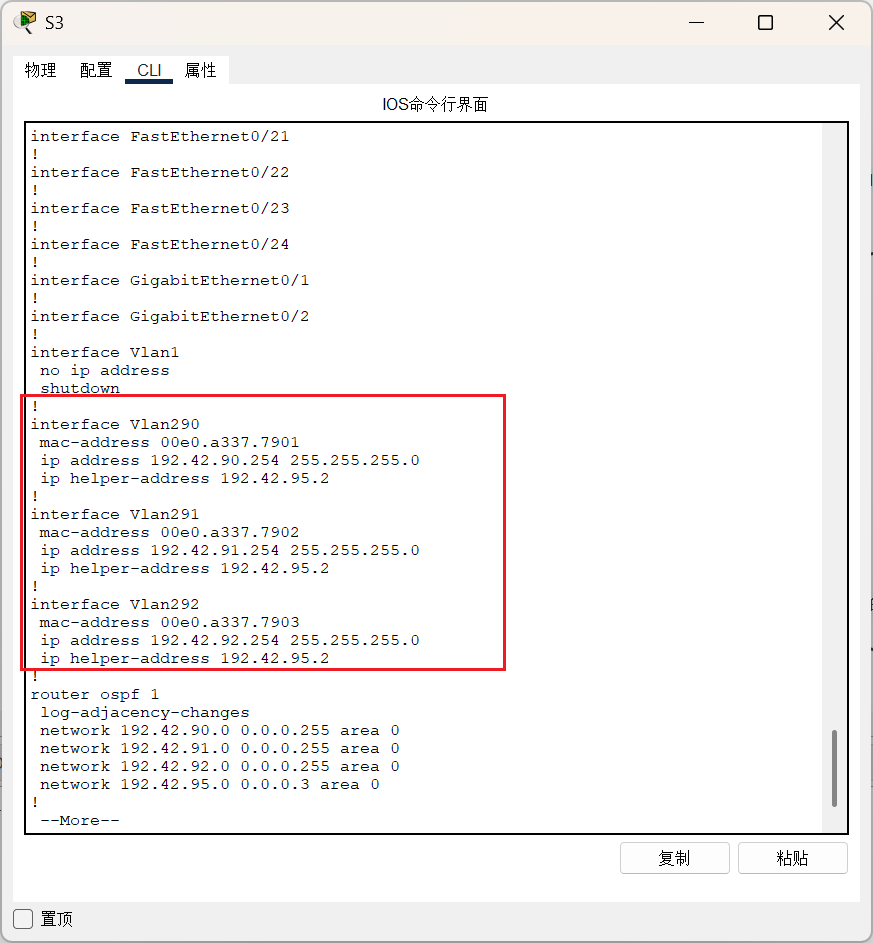 S3
物理 配置 CLI 属性
IOS命令行界面
interface FastEthernet0/21
!
interface FastEthernet0/22
!
interface FastEthernet0/23
!
interface FastEthernet0/24
!
interface GigabitEthernet0/1
!
interface GigabitEthernet0/2
!
interface Vlan1
no ip address
shutdown
!
interface Vlan290
mac-address 00e0.a337.7901
ip address 192.42.90.254 255.255.255.0
ip helper-address 192.42.95.2
!
interface Vlan291
mac-address 00e0.a337.7902
ip address 192.42.91.254 255.255.255.0
ip helper-address 192.42.95.2
!
interface Vlan292
mac-address 00e0.a337.7903
ip address 192.42.92.254 255.255.255.0
ip helper-address 192.42.95.2
!
router ospf 1
log-adjacency-changes
network 192.42.90.0 0.0.0.255 area 0
network 192.42.91.0 0.0.0.255 area 0
network 192.42.92.0 0.0.0.255 area 0
network 192.42.95.0 0.0.0.3 area 0
!
--More--
复制 粘贴
置顶